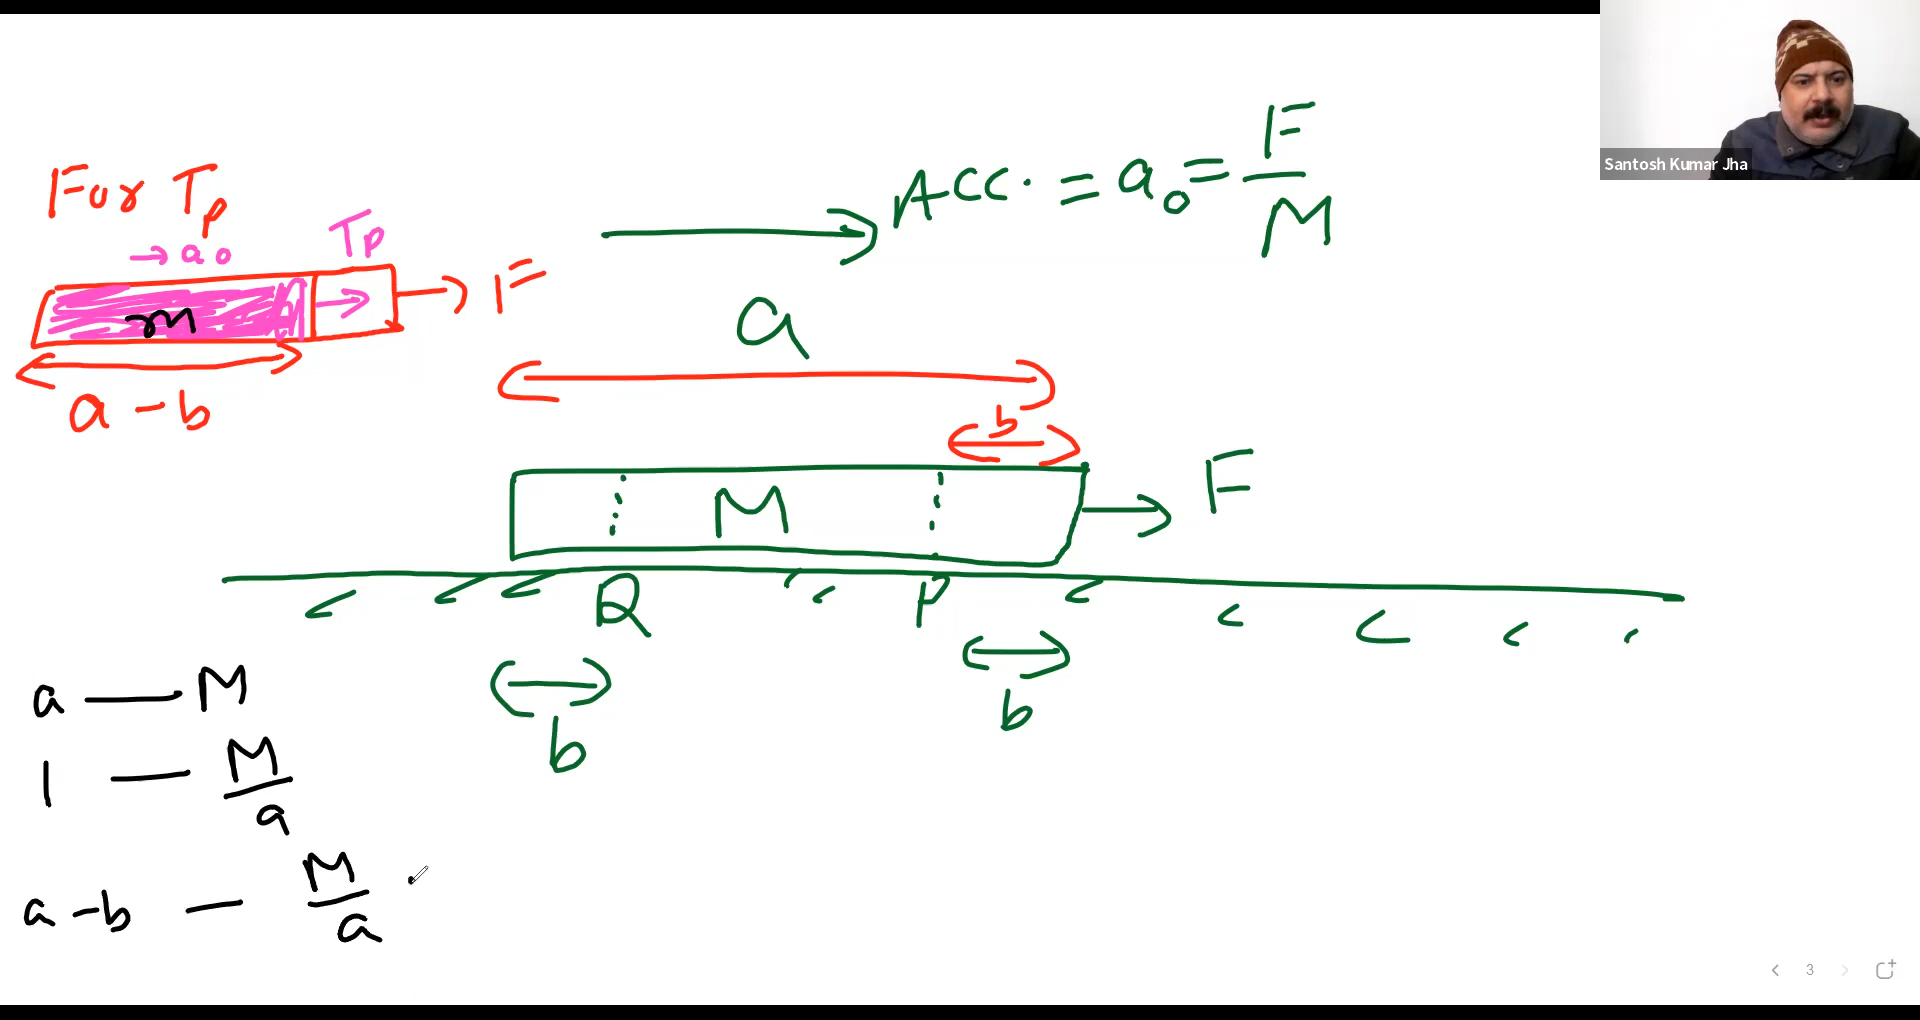 Santosh Kumar Jha
Acc. = a₀ = F/M
For Tp
→ a₀
Tp
F
m
a - b
a
b
M
F
Q
P
b
b
a — M
1 — M/a
a-b — M/a
3